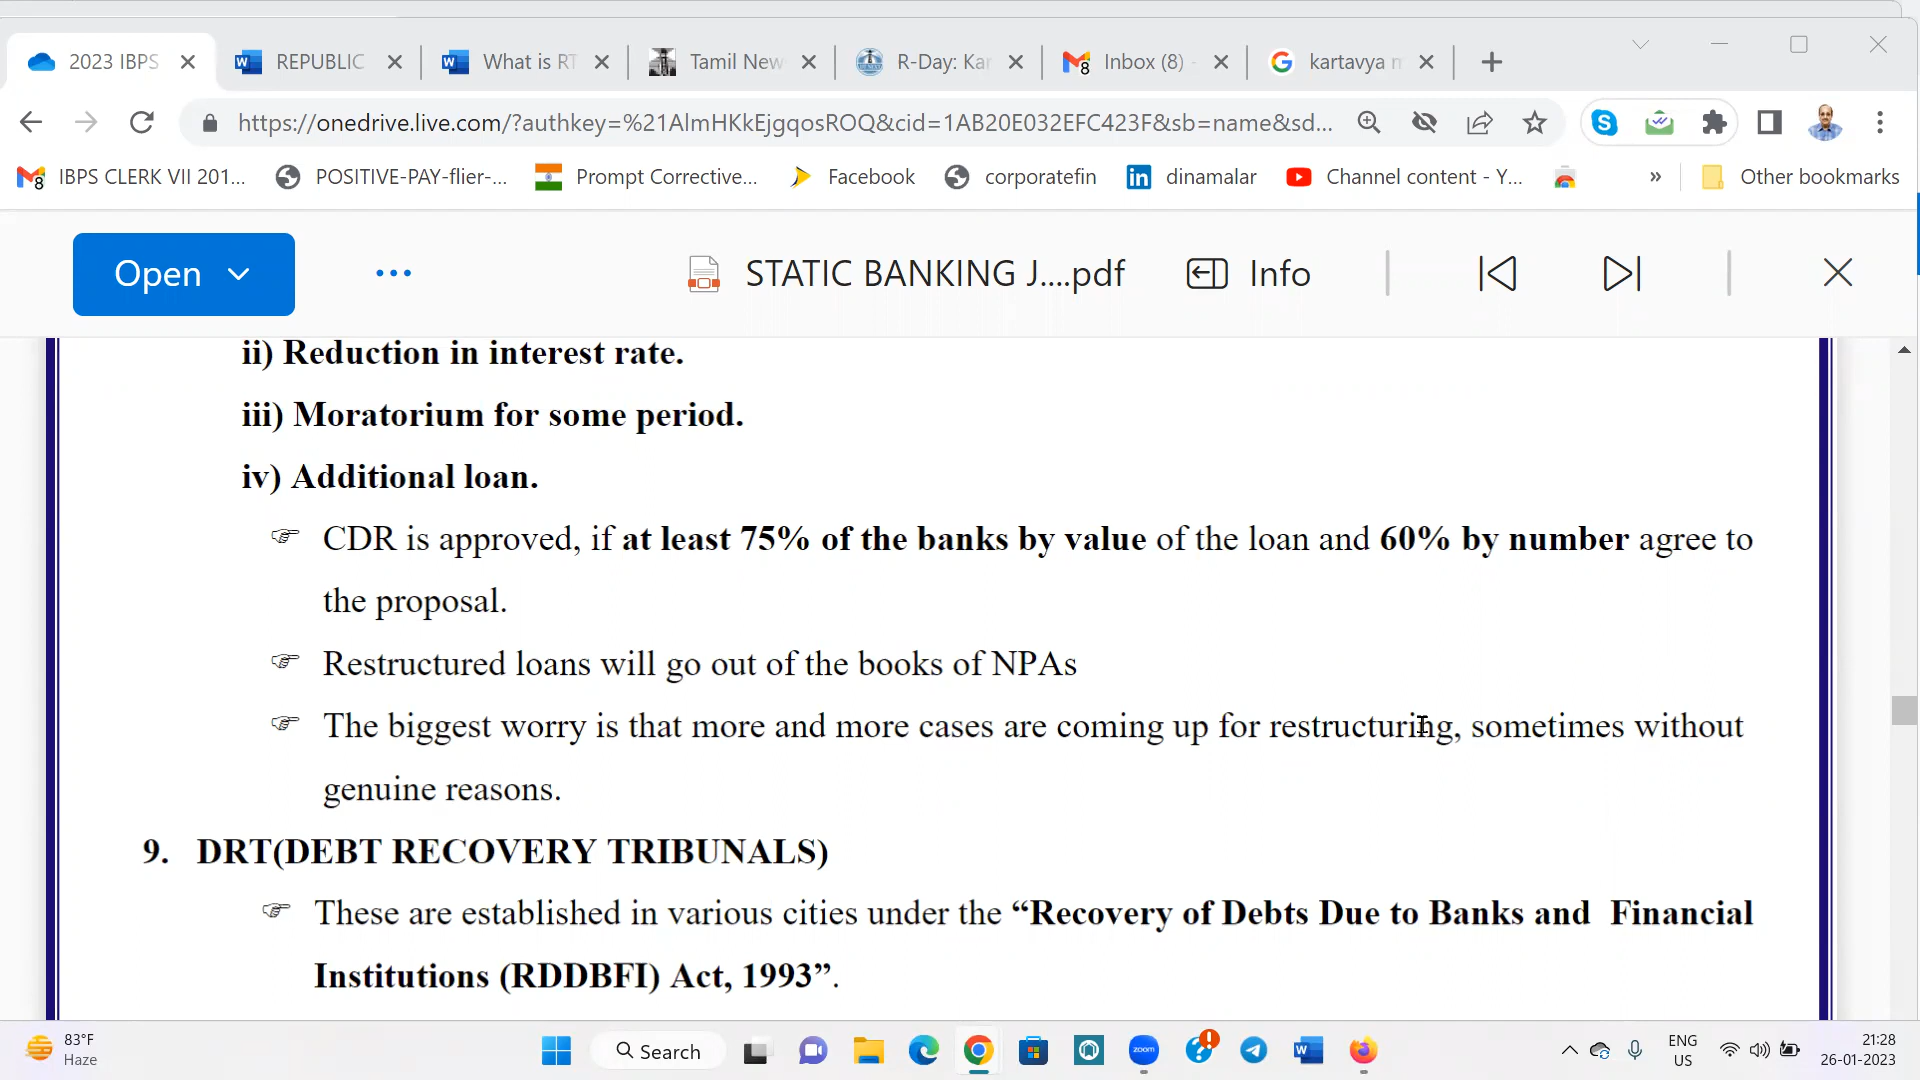 2023 IBPS
REPUBLIC
What is RT
Tamil New
R-Day: Kar
Inbox (8) -
kartavya m
https://onedrive.live.com/?authkey=%21AlmHKkEjgqosROQ&cid=1AB20E032EFC423F&sb=name&sd...
IBPS CLERK VII 201...
POSITIVE-PAY-flier-...
Prompt Corrective...
Facebook
corporatefin
dinamalar
Channel content - Y...
»
Other bookmarks
Open
STATIC BANKING J....pdf
Info
ii) Reduction in interest rate.
iii) Moratorium for some period.
iv) Additional loan.
CDR is approved, if at least 75% of the banks by value of the loan and 60% by number agree to
the proposal.
Restructured loans will go out of the books of NPAs
The biggest worry is that more and more cases are coming up for restructuring, sometimes without
genuine reasons.
9. DRT(DEBT RECOVERY TRIBUNALS)
These are established in various cities under the “Recovery of Debts Due to Banks and Financial
Institutions (RDDBFI) Act, 1993”.
83°F
Haze
Search
zoom
ENG
US
21:28
26-01-2023